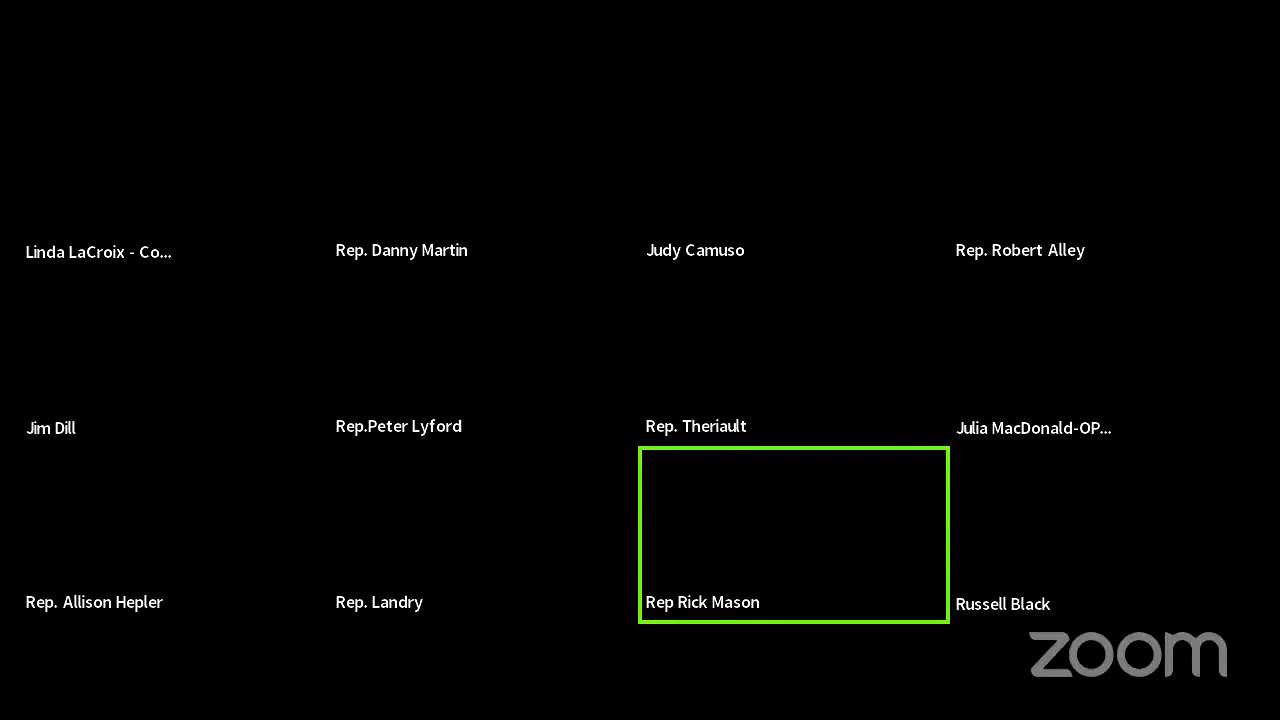 Linda LaCroix - Co...
Rep. Danny Martin
Judy Camuso
Rep. Robert Alley
Jim Dill
Rep.Peter Lyford
Rep. Theriault
Julia MacDonald-OP...
Rep. Allison Hepler
Rep. Landry
Rep Rick Mason
Russell Black
zoom